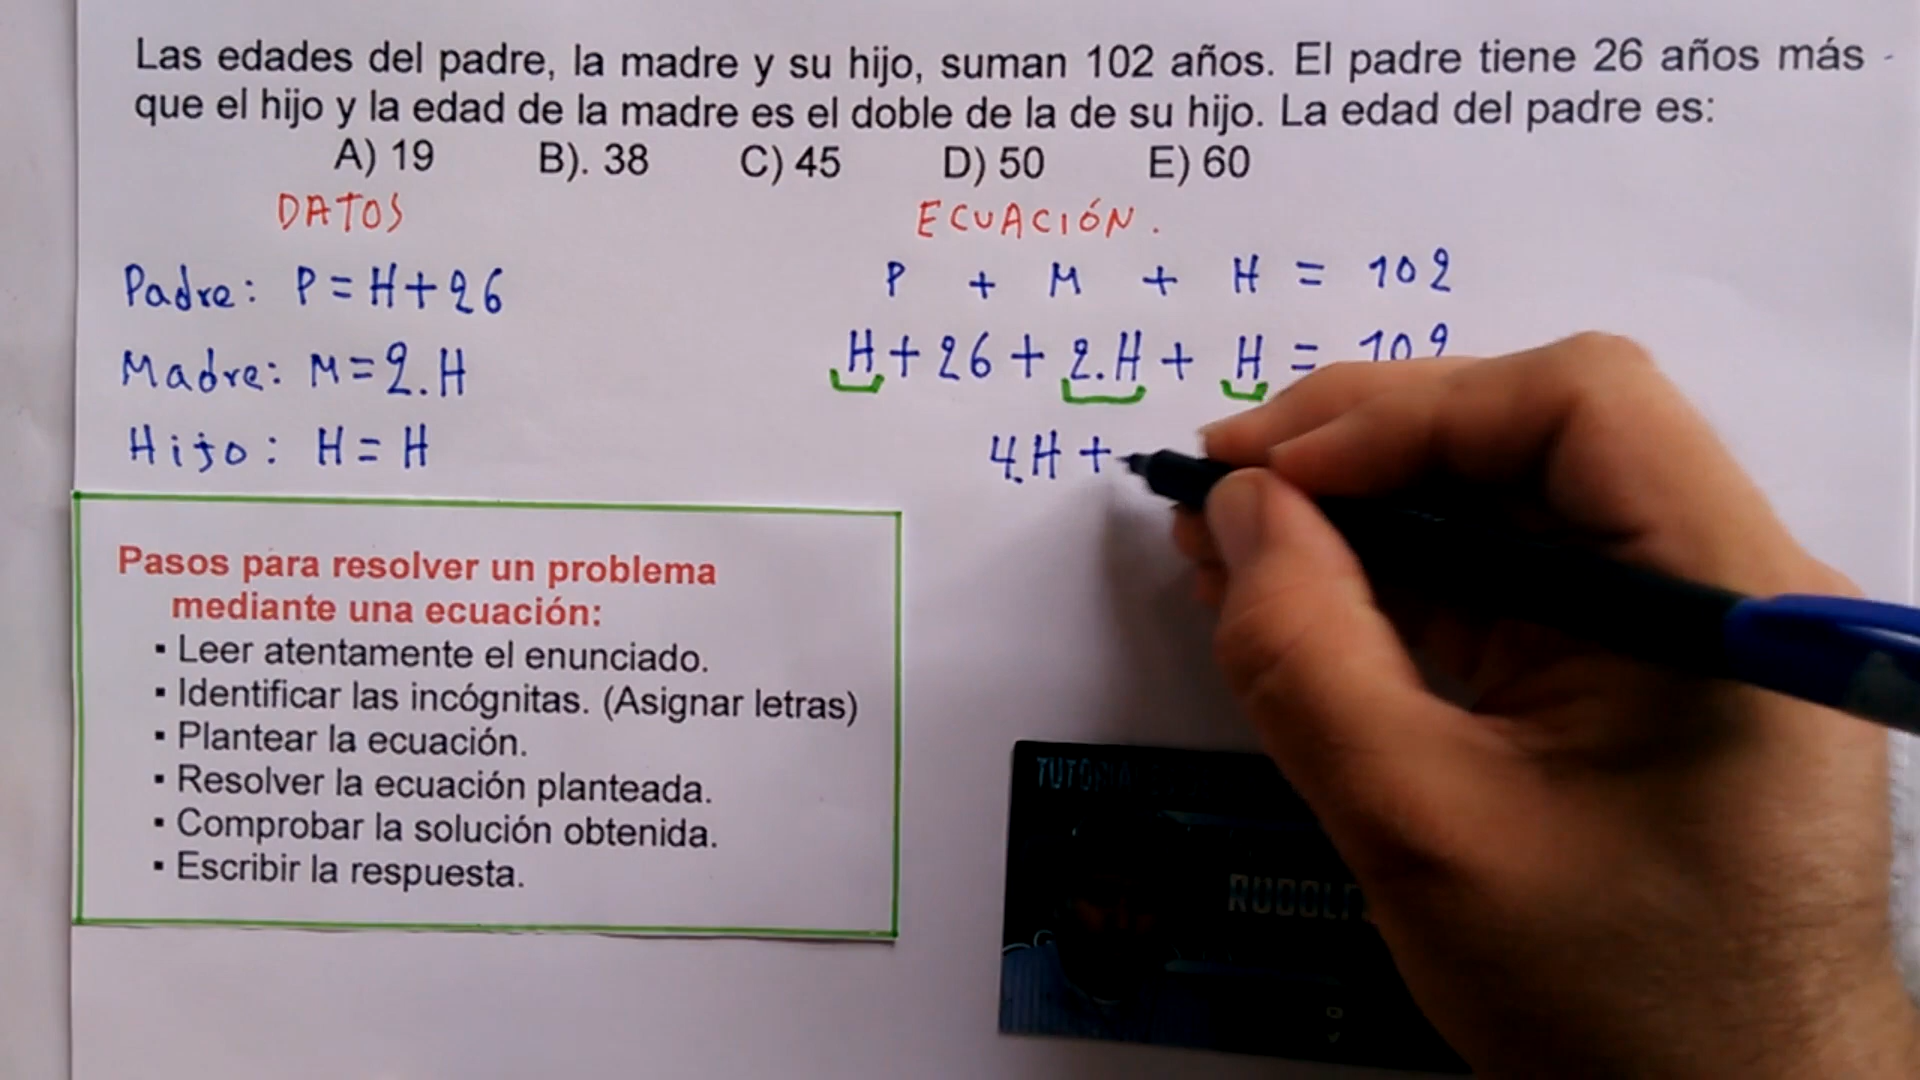 Las edades del padre, la madre y su hijo, suman 102 años. El padre tiene 26 años más
que el hijo y la edad de la madre es el doble de la de su hijo. La edad del padre es:
A) 19 B). 38 C) 45 D) 50 E) 60
DATOS
Padre: P = H + 26
Madre: M = 2.H
Hijo: H = H
ECUACIÓN.
P + M + H = 102
H + 26 + 2.H + H = 102
4.H +
Pasos para resolver un problema
mediante una ecuación:
▪ Leer atentamente el enunciado.
▪ Identificar las incógnitas. (Asignar letras)
▪ Plantear la ecuación.
▪ Resolver la ecuación planteada.
▪ Comprobar la solución obtenida.
▪ Escribir la respuesta.